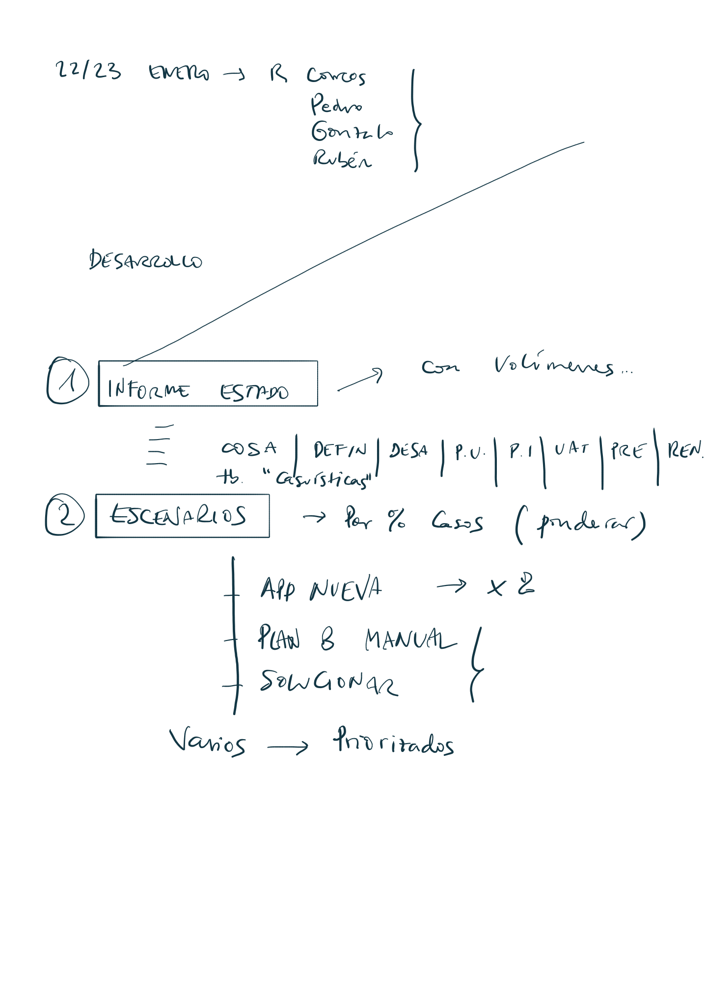 22/23 ENERO → R Corcos
Pedro
Gonzalo
Rubén
DESARROLLO
1 INFORME ESTADO → con Volúmenes...
COSA | DEFIN | DESA | P.U. | P.I | UAT | PRE | REN.
tb. "Casuísticas"
2 ESCENARIOS → Por % Casos (ponderar)
APP NUEVA → x 2
PLAN B MANUAL
SOLUCIONAR
Varios → Priorizados